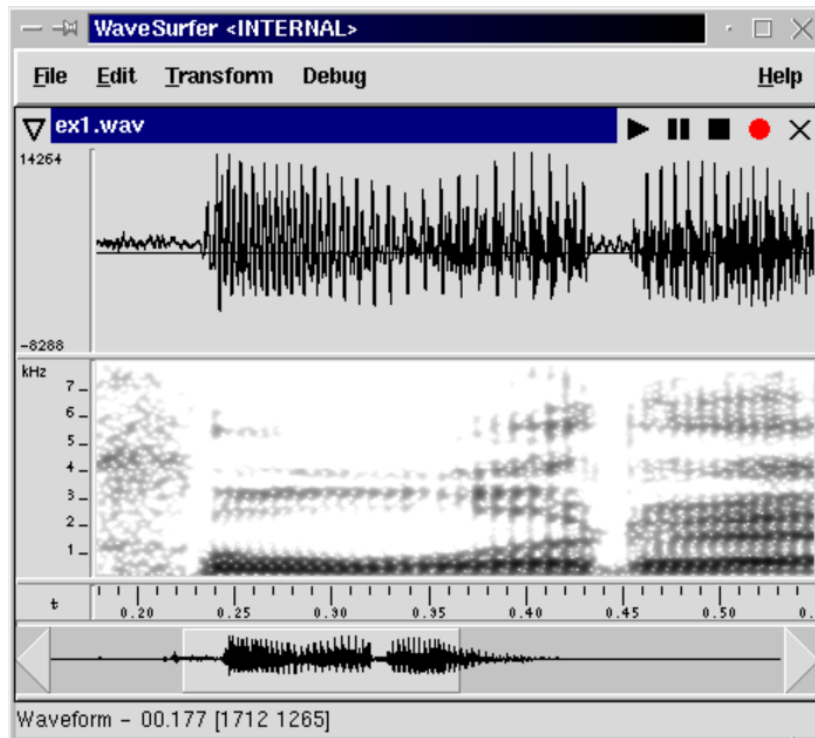 WaveSurfer <INTERNAL>
File Edit Transform Debug Help
ex1.wav
14264
-8288
kHz
7
6
5
4
3
2
1
t 0.20 0.25 0.30 0.35 0.40 0.45 0.50 0.
Waveform - 00.177 [1712 1265]